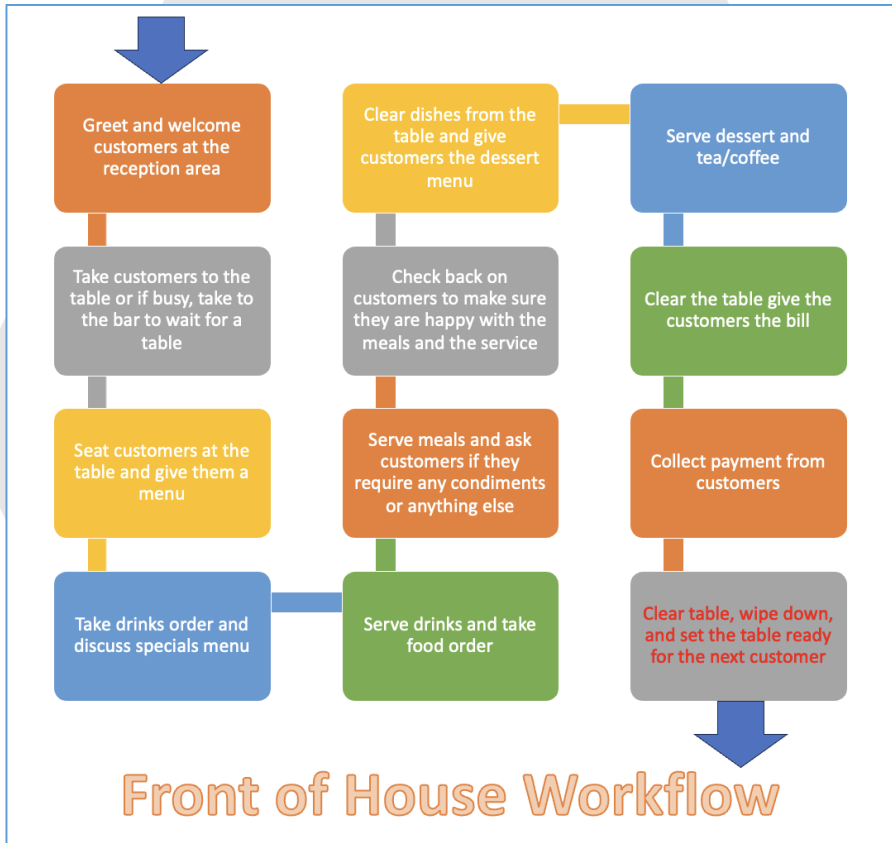 Greet and welcome
customers at the
reception area
Take customers to the
table or if busy, take to
the bar to wait for a
table
Seat customers at the
table and give them a
menu
Take drinks order and
discuss specials menu
Serve drinks and take
food order
Serve meals and ask
customers if they
require any condiments
or anything else
Check back on
customers to make sure
they are happy with the
meals and the service
Clear dishes from the
table and give
customers the dessert
menu
Serve dessert and
tea/coffee
Clear the table give the
customers the bill
Collect payment from
customers
Clear table, wipe down,
and set the table ready
for the next customer
Front of House Workflow